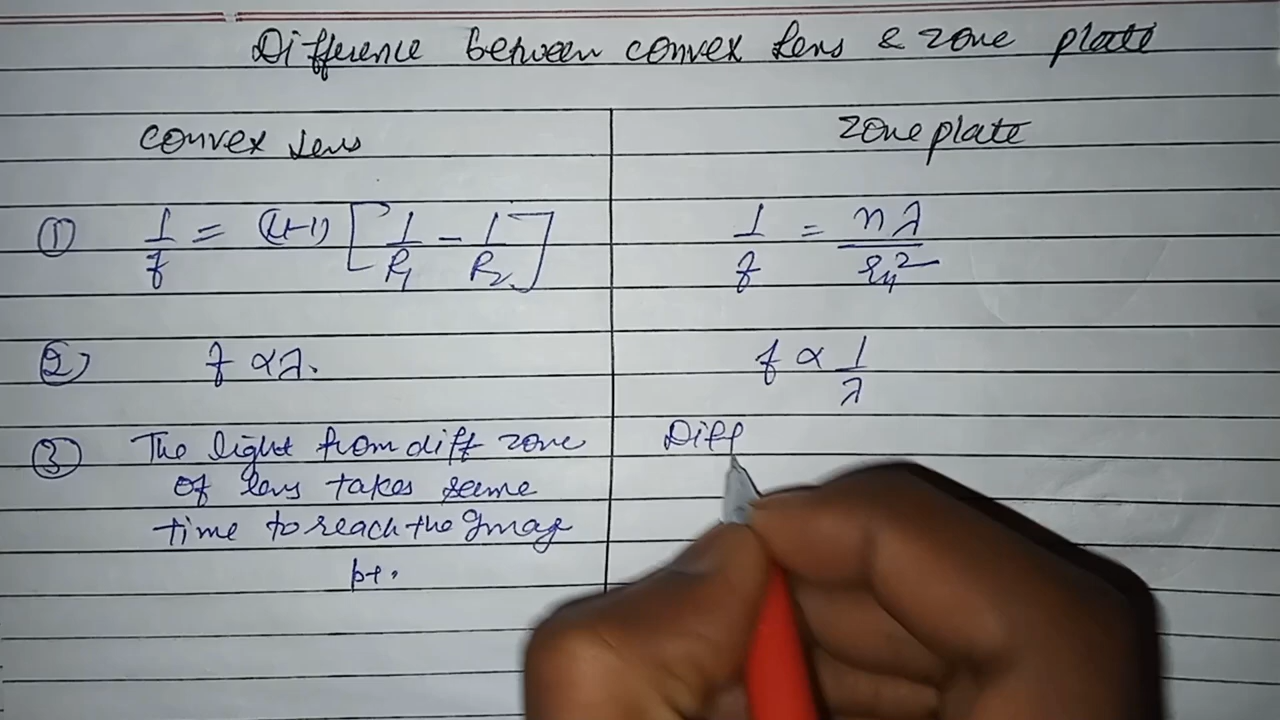 Difference between convex lens & zone plate
convex lens
zone plate
① 1/f = (μ-1) [1/R₁ - 1/R₂]
1/f = nλ/rₙ²
② f ∝ λ.
f ∝ 1/λ
③ The light from diff zone
of lens takes same
time to reach the Image
pt.
Diff